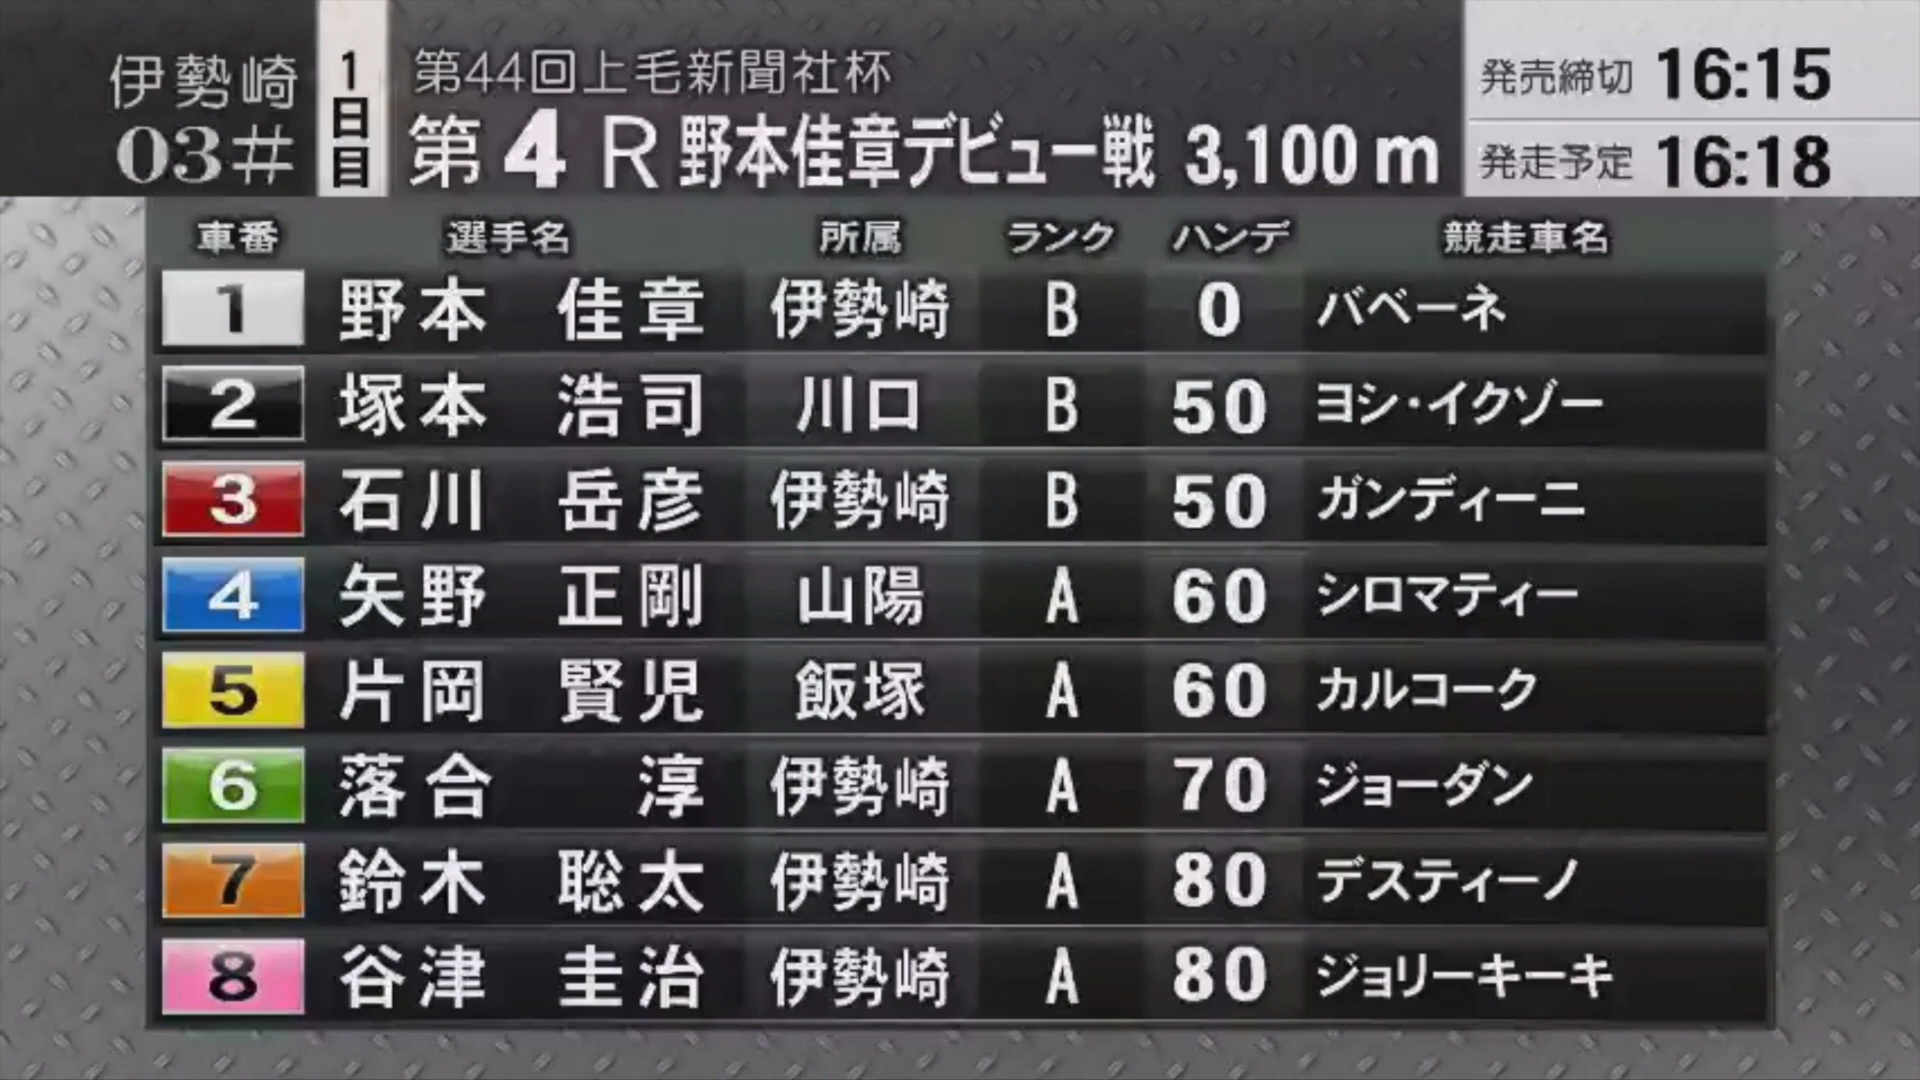 伊勢崎
03#
1日目
第44回上毛新聞社杯
第4R 野本佳章デビュー戦 3,100m
発売締切 16:15
発走予定 16:18
車番 選手名 所属 ランク ハンデ 競走車名
1 野本 佳章 伊勢崎 B 0 バベーネ
2 塚本 浩司 川口 B 50 ヨシ・イクゾー
3 石川 岳彦 伊勢崎 B 50 ガンディーニ
4 矢野 正剛 山陽 A 60 シロマティー
5 片岡 賢児 飯塚 A 60 カルコーク
6 落合 淳 伊勢崎 A 70 ジョーダン
7 鈴木 聡太 伊勢崎 A 80 デスティーノ
8 谷津 圭治 伊勢崎 A 80 ジョリーキーキ